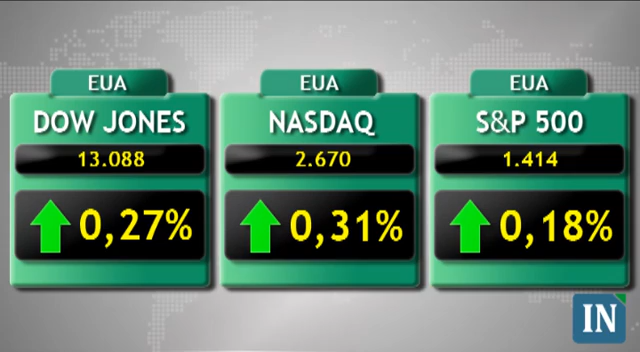 EUA
DOW JONES
13.088
0,27%
EUA
NASDAQ
2.670
0,31%
EUA
S&P 500
1.414
0,18%
IN